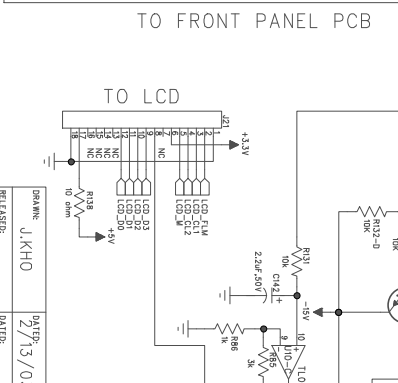 TO FRONT PANEL PCB
TO LCD
J21
18
17
16
15
14
13
12
11
10
9
8
7
6
5
4
3
2
1
NC
NC
NC
NC
NC
+3.3V
LCD_D0
LCD_D1
LCD_D2
LCD_D3
LCD_M
LCD_CL2
LCD_CL1
LCD_FLM
R138
10 ohm
+5V
R131
10k
C142
+
2.2uF,50V
-15V
R132-D
10K
10K
R86
1k
R85
3k
9
10
U10-C
TL0
DRAWN:
J.KHO
DATED:
2/13/0
RELEASED:
DATED: